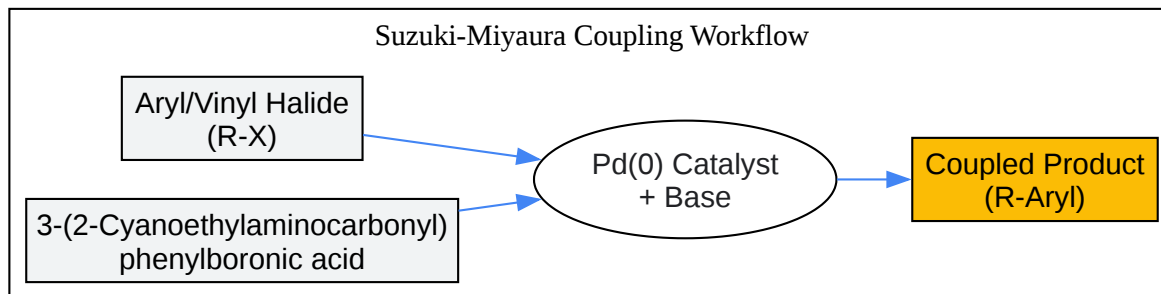 Suzuki-Miyaura Coupling Workflow
Aryl/Vinyl Halide
(R-X)
3-(2-Cyanoethylaminocarbonyl)
phenylboronic acid
Pd(0) Catalyst
+ Base
Coupled Product
(R-Aryl)